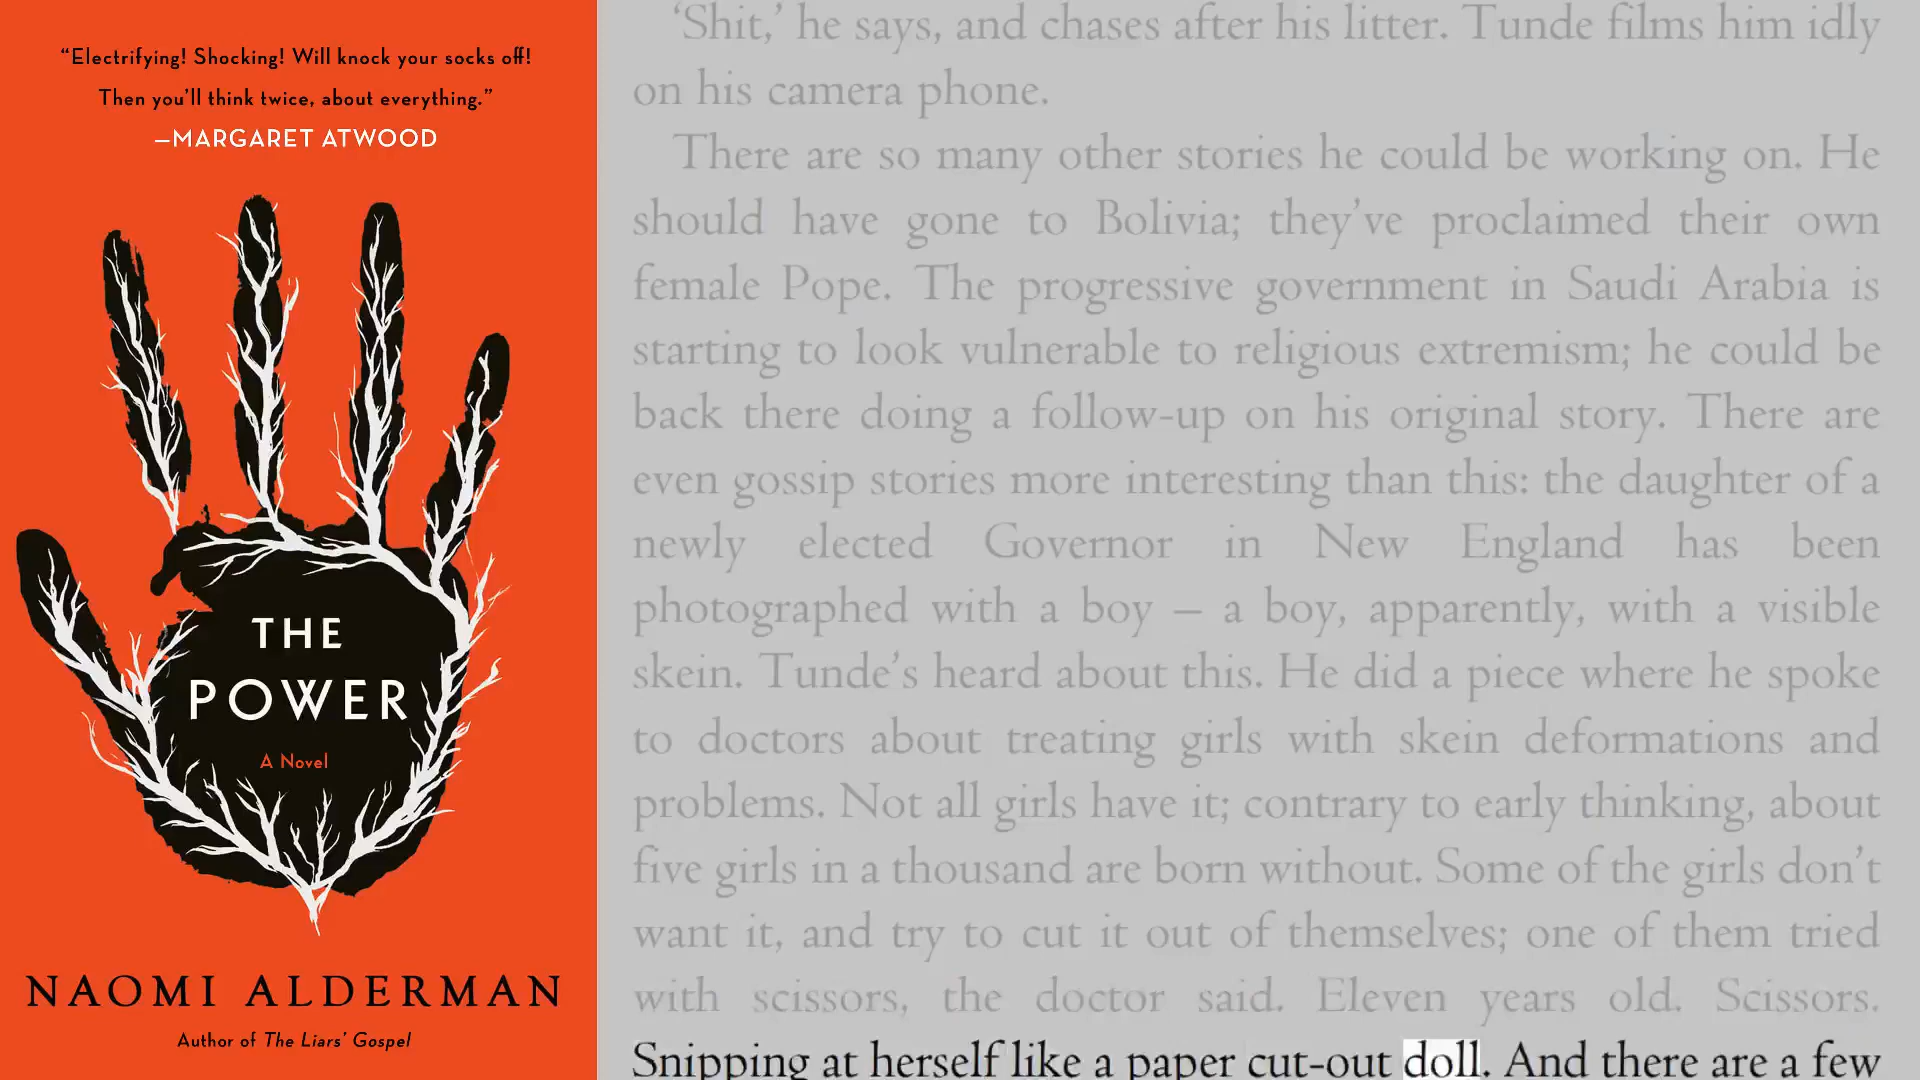 “Electrifying! Shocking! Will knock your socks off!
Then you’ll think twice, about everything.”
—MARGARET ATWOOD
THE
POWER
A Novel
NAOMI ALDERMAN
Author of The Liars’ Gospel
‘Shit,’ he says, and chases after his litter. Tunde films him idly
on his camera phone.
There are so many other stories he could be working on. He
should have gone to Bolivia; they’ve proclaimed their own
female Pope. The progressive government in Saudi Arabia is
starting to look vulnerable to religious extremism; he could be
back there doing a follow-up on his original story. There are
even gossip stories more interesting than this: the daughter of a
newly elected Governor in New England has been
photographed with a boy – a boy, apparently, with a visible
skein. Tunde’s heard about this. He did a piece where he spoke
to doctors about treating girls with skein deformations and
problems. Not all girls have it; contrary to early thinking, about
five girls in a thousand are born without. Some of the girls don’t
want it, and try to cut it out of themselves; one of them tried
with scissors, the doctor said. Eleven years old. Scissors.
Snipping at herself like a paper cut-out doll. And there are a few